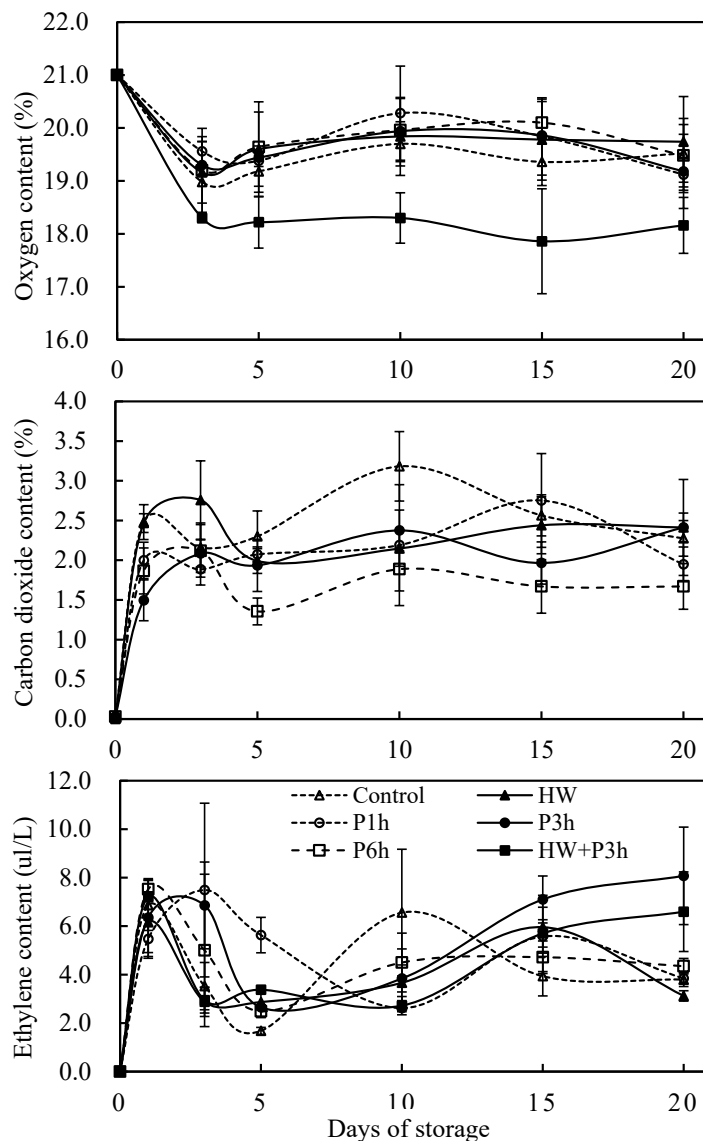 22.0
21.0
20.0
19.0
18.0
17.0
16.0
Oxygen content (%)
0 5 10 15 20
4.0
3.5
3.0
2.5
2.0
1.5
1.0
0.5
0.0
Carbon dioxide content (%)
0 5 10 15 20
12.0
10.0
8.0
6.0
4.0
2.0
0.0
Ethylene content (ul/L)
Control HW
P1h P3h
P6h HW+P3h
0 5 10 15 20
Days of storage